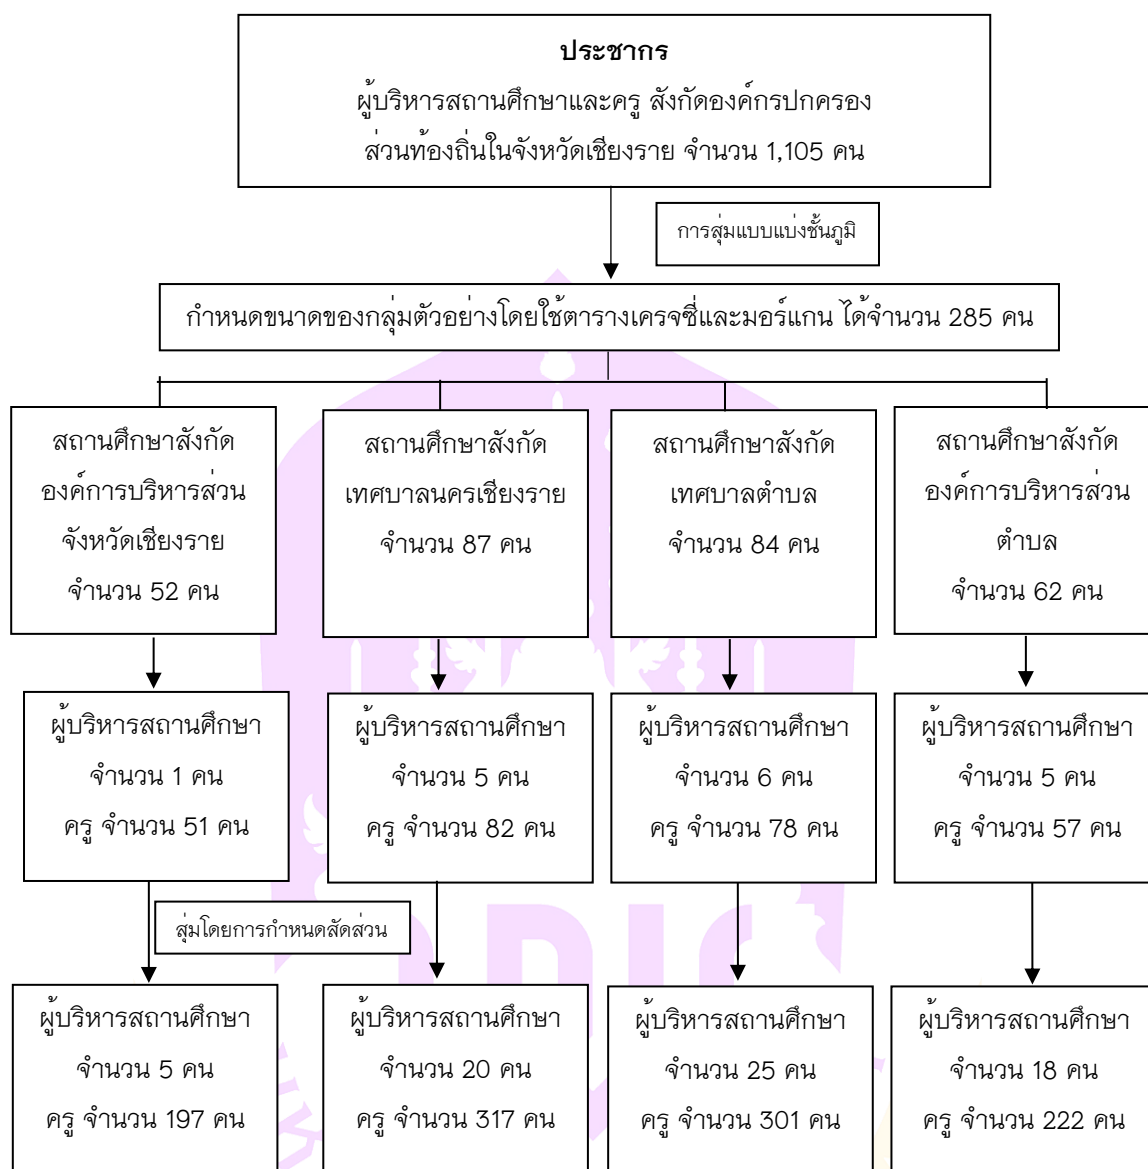 ประชากร
ผู้บริหารสถานศึกษาและครู สังกัดองค์กรปกครอง
ส่วนท้องถิ่นในจังหวัดเชียงราย จำนวน 1,105 คน
การสุ่มแบบแบ่งชั้นภูมิ
กำหนดขนาดของกลุ่มตัวอย่างโดยใช้ตารางเครจซี่และมอร์แกน ได้จำนวน 285 คน
สถานศึกษาสังกัด
องค์การบริหารส่วน
จังหวัดเชียงราย
จำนวน 52 คน
สถานศึกษาสังกัด
เทศบาลนครเชียงราย
จำนวน 87 คน
สถานศึกษาสังกัด
เทศบาลตำบล
จำนวน 84 คน
สถานศึกษาสังกัด
องค์การบริหารส่วน
ตำบล
จำนวน 62 คน
ผู้บริหารสถานศึกษา
จำนวน 1 คน
ครู จำนวน 51 คน
ผู้บริหารสถานศึกษา
จำนวน 5 คน
ครู จำนวน 82 คน
ผู้บริหารสถานศึกษา
จำนวน 6 คน
ครู จำนวน 78 คน
ผู้บริหารสถานศึกษา
จำนวน 5 คน
ครู จำนวน 57 คน
สุ่มโดยการกำหนดสัดส่วน
ผู้บริหารสถานศึกษา
จำนวน 5 คน
ครู จำนวน 197 คน
ผู้บริหารสถานศึกษา
จำนวน 20 คน
ครู จำนวน 317 คน
ผู้บริหารสถานศึกษา
จำนวน 25 คน
ครู จำนวน 301 คน
ผู้บริหารสถานศึกษา
จำนวน 18 คน
ครู จำนวน 222 คน